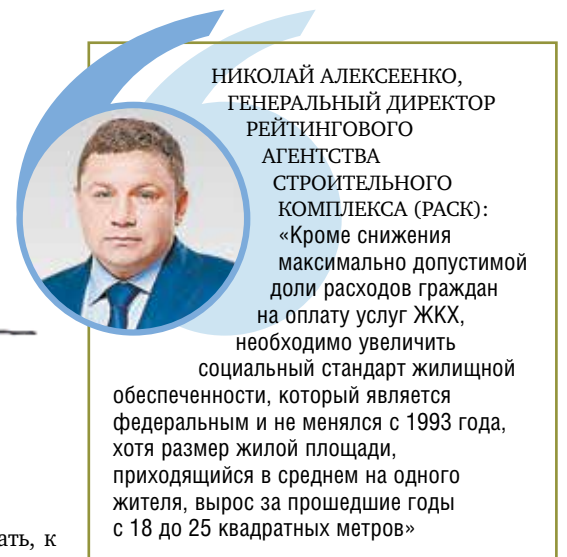 НИКОЛАЙ АЛЕКСЕЕНКО,
ГЕНЕРАЛЬНЫЙ ДИРЕКТОР
РЕЙТИНГОВОГО
АГЕНТСТВА
СТРОИТЕЛЬНОГО
КОМПЛЕКСА (РАСК):
«Кроме снижения
максимально допустимой
доли расходов граждан
на оплату услуг ЖКХ,
необходимо увеличить
социальный стандарт жилищной
обеспеченности, который является
федеральным и не менялся с 1993 года,
хотя размер жилой площади,
приходящийся в среднем на одного
жителя, вырос за прошедшие годы
с 18 до 25 квадратных метров»
к